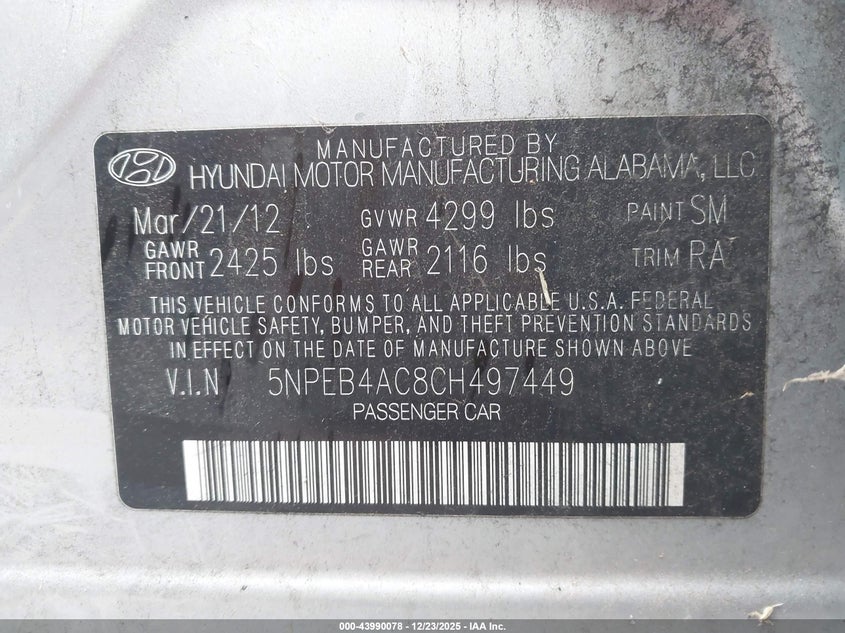 MANUFACTURED BY
HYUNDAI MOTOR MANUFACTURING ALABAMA, LLC
Mar/21/12 GVWR 4299 lbs PAINT SM
GAWR FRONT 2425 lbs GAWR REAR 2116 lbs TRIM RA
THIS VEHICLE CONFORMS TO ALL APPLICABLE U.S.A. FEDERAL
MOTOR VEHICLE SAFETY, BUMPER, AND THEFT PREVENTION STANDARDS
IN EFFECT ON THE DATE OF MANUFACTURE SHOWN ABOVE
V.I.N 5NPEB4AC8CH497449
PASSENGER CAR
000-43990078 - 12/23/2025 - IAA Inc.